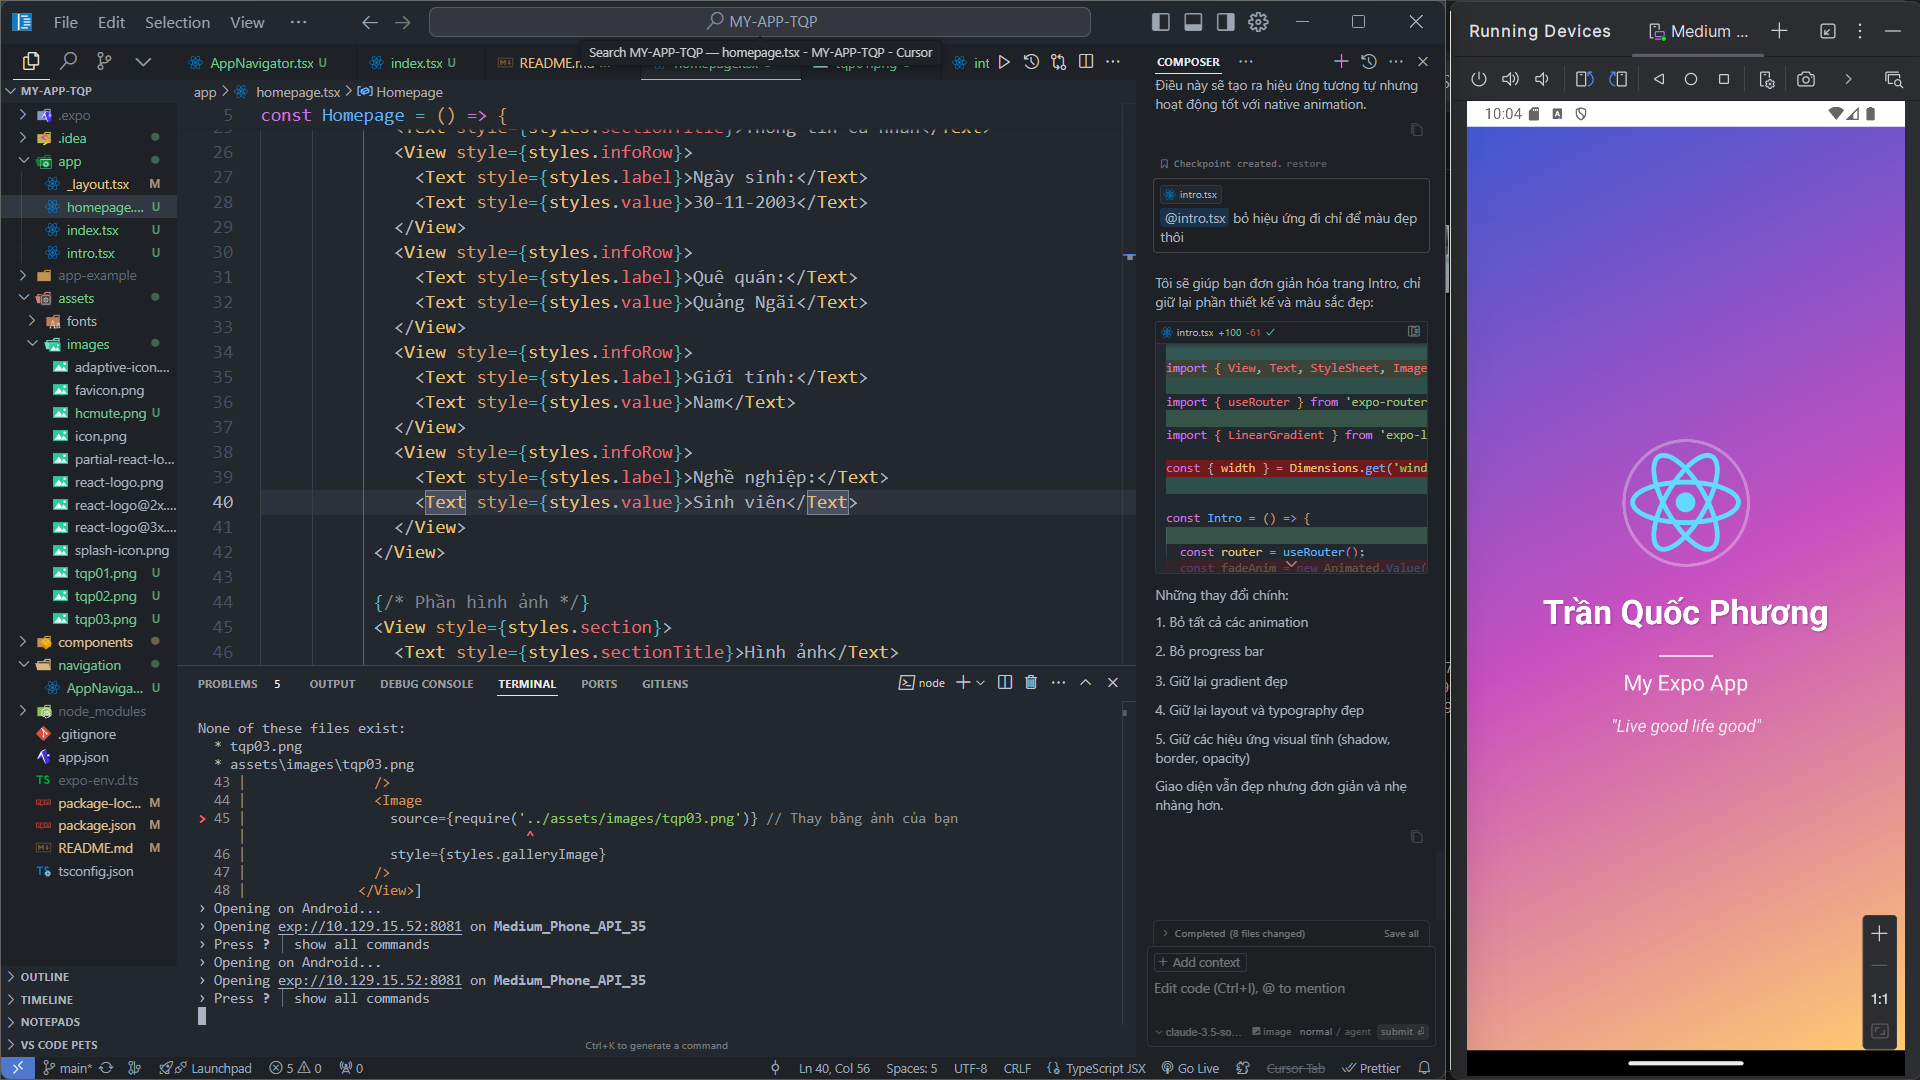 File Edit Selection View ···
MY-APP-TQP
Search MY-APP-TQP — homepage.tsx - MY-APP-TQP - Cursor
AppNavigator.tsx U
index.tsx U
README.m
MY-APP-TQP
.expo
.idea
app
_layout.tsx M
homepage.... U
index.tsx U
intro.tsx U
app-example
assets
fonts
images
adaptive-icon....
favicon.png
hcmute.png U
icon.png
partial-react-lo...
react-logo.png
react-logo@2x....
react-logo@3x....
splash-icon.png
tqp01.png U
tqp02.png U
tqp03.png U
components
navigation
AppNaviga... U
node_modules
.gitignore
app.json
expo-env.d.ts
package-loc... M
package.json M
README.md M
tsconfig.json
OUTLINE
TIMELINE
NOTEPADS
VS CODE PETS
app > homepage.tsx > Homepage
5 const Homepage = () => {
25 <Text style={styles.sectionTitle}>Thông tin cá nhân</Text>
26 <View style={styles.infoRow}>
27 <Text style={styles.label}>Ngày sinh:</Text>
28 <Text style={styles.value}>30-11-2003</Text>
29 </View>
30 <View style={styles.infoRow}>
31 <Text style={styles.label}>Quê quán:</Text>
32 <Text style={styles.value}>Quảng Ngãi</Text>
33 </View>
34 <View style={styles.infoRow}>
35 <Text style={styles.label}>Giới tính:</Text>
36 <Text style={styles.value}>Nam</Text>
37 </View>
38 <View style={styles.infoRow}>
39 <Text style={styles.label}>Nghề nghiệp:</Text>
40 <Text style={styles.value}>Sinh viên</Text>
41 </View>
42 </View>
43
44 {/* Phần hình ảnh */}
45 <View style={styles.section}>
46 <Text style={styles.sectionTitle}>Hình ảnh</Text>
PROBLEMS 5 OUTPUT DEBUG CONSOLE TERMINAL PORTS GITLENS
node
None of these files exist:
* tqp03.png
* assets\images\tqp03.png
43 | />
44 | <Image
> 45 | source={require('../assets/images/tqp03.png')} // Thay bằng ảnh của bạn
| ^
46 | style={styles.galleryImage}
47 | />
48 | </View>]
› Opening on Android...
› Opening exp://10.129.15.52:8081 on Medium_Phone_API_35
› Press ? │ show all commands
› Opening on Android...
› Opening exp://10.129.15.52:8081 on Medium_Phone_API_35
› Press ? │ show all commands
Ctrl+K to generate a command
main* Launchpad 5 0 0
Ln 40, Col 56 Spaces: 5 UTF-8 CRLF TypeScript JSX Go Live Cursor Tab Prettier
COMPOSER
Điều này sẽ tạo ra hiệu ứng tương tự nhưng
hoạt động tốt với native animation.
Checkpoint created. restore
intro.tsx
@intro.tsx bỏ hiệu ứng đi chỉ để màu đẹp
thôi
Tôi sẽ giúp bạn đơn giản hóa trang Intro, chỉ
giữ lại phần thiết kế và màu sắc đẹp:
intro.tsx +100 -61
import { View, Text, StyleSheet, Image
import { useRouter } from 'expo-router
import { LinearGradient } from 'expo-l
const { width } = Dimensions.get('wind
const Intro = () => {
const router = useRouter();
const fadeAnim = new Animated.Value(
Những thay đổi chính:
1. Bỏ tất cả các animation
2. Bỏ progress bar
3. Giữ lại gradient đẹp
4. Giữ lại layout và typography đẹp
5. Giữ các hiệu ứng visual tĩnh (shadow,
border, opacity)
Giao diện vẫn đẹp nhưng đơn giản và nhẹ
nhàng hơn.
Completed (8 files changed) Save all
+ Add context
Edit code (Ctrl+I), @ to mention
claude-3.5-so... image normal / agent submit
Running Devices
Medium ...
10:04
Trần Quốc Phương
My Expo App
"Live good life good"
1:1